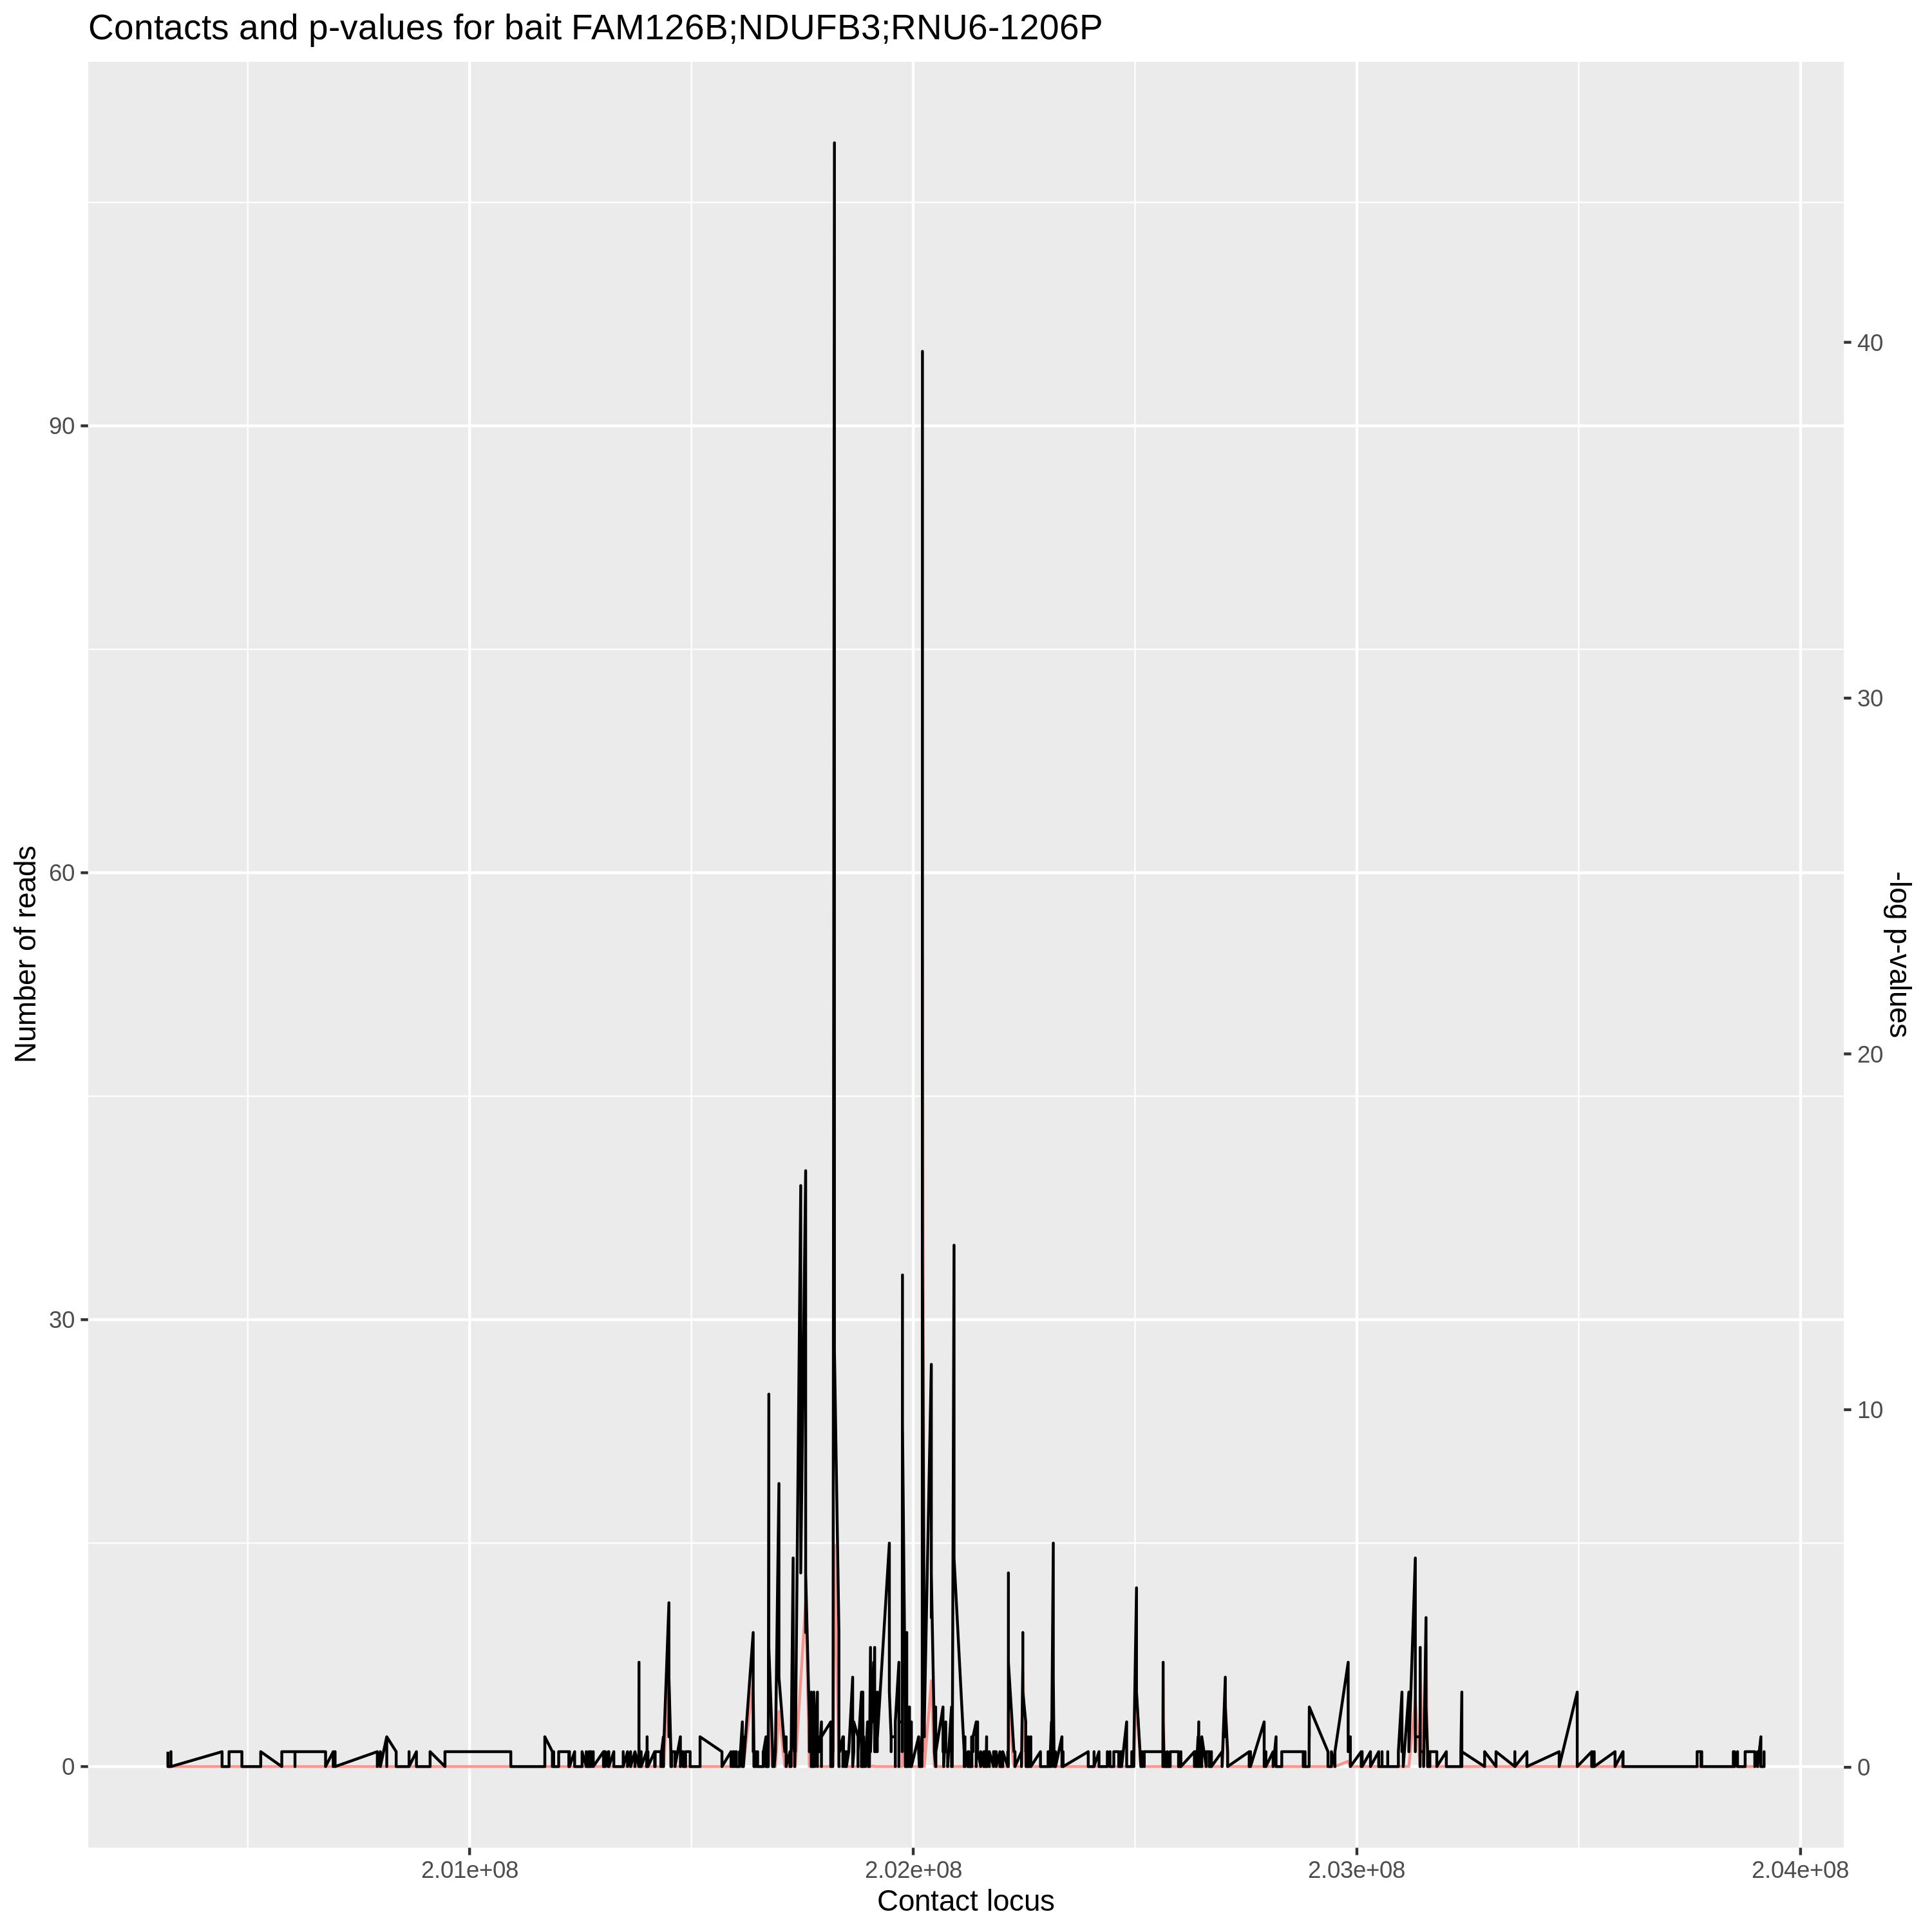 Contacts and p-values for bait FAM126B;NDUFB3;RNU6-1206P
Number of reads
90
60
30
0
40
30
20
10
0
-log p-values
2.01e+08
2.02e+08
2.03e+08
2.04e+08
Contact locus